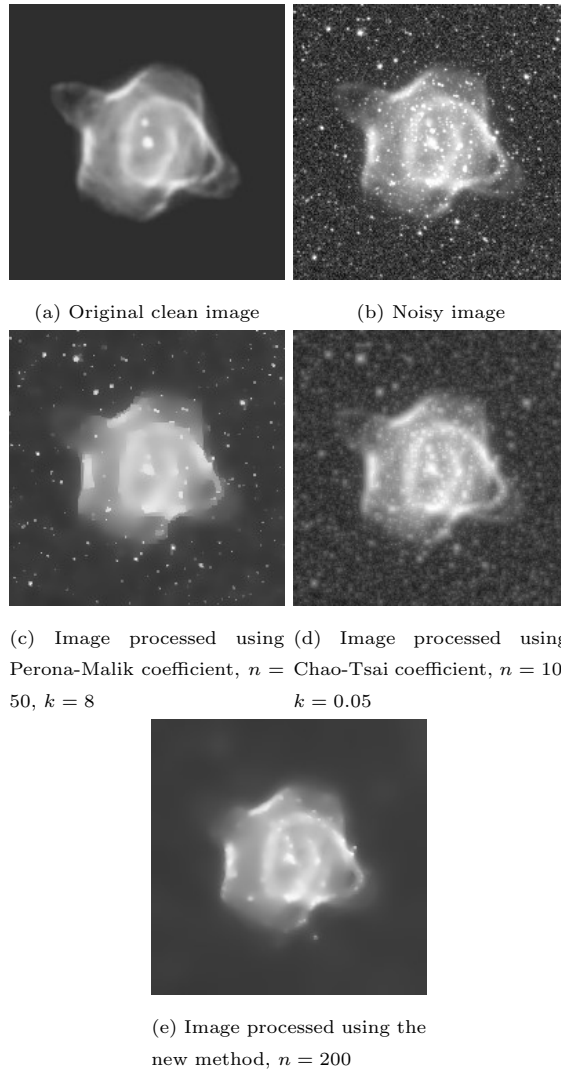 (a) Original clean image
(b) Noisy image
(c) Image processed using
Perona-Malik coefficient, n =
50, k = 8
(d) Image processed using
Chao-Tsai coefficient, n = 10
k = 0.05
(e) Image processed using the
new method, n = 200